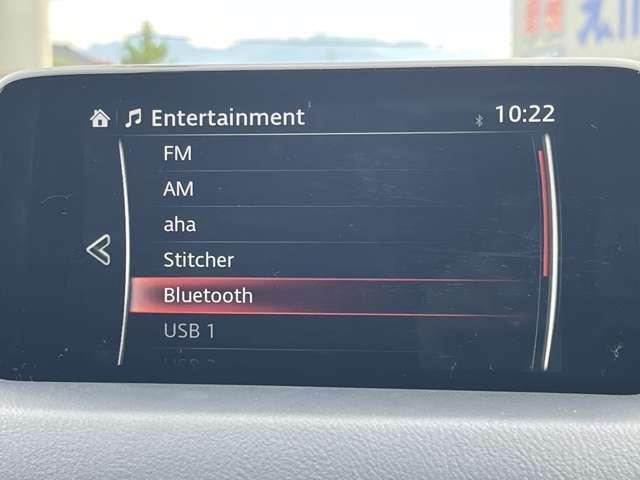 Entertainment 10:22
FM
AM
aha
Stitcher
Bluetooth
USB 1